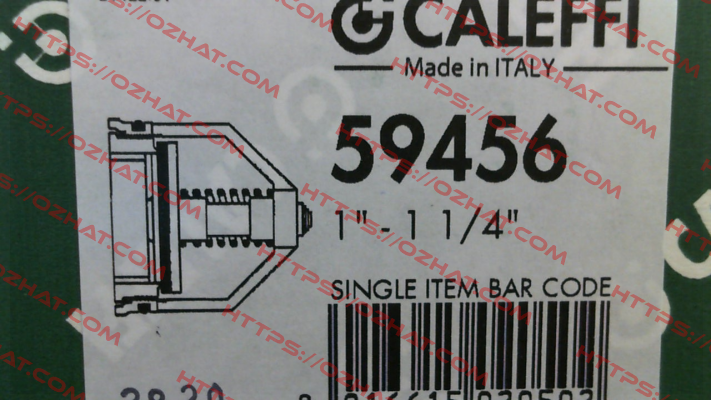 CALEFFI
Made in ITALY
59456
1" - 1 1/4"
SINGLE ITEM BAR CODE
HTTPS://OZHAT.COM